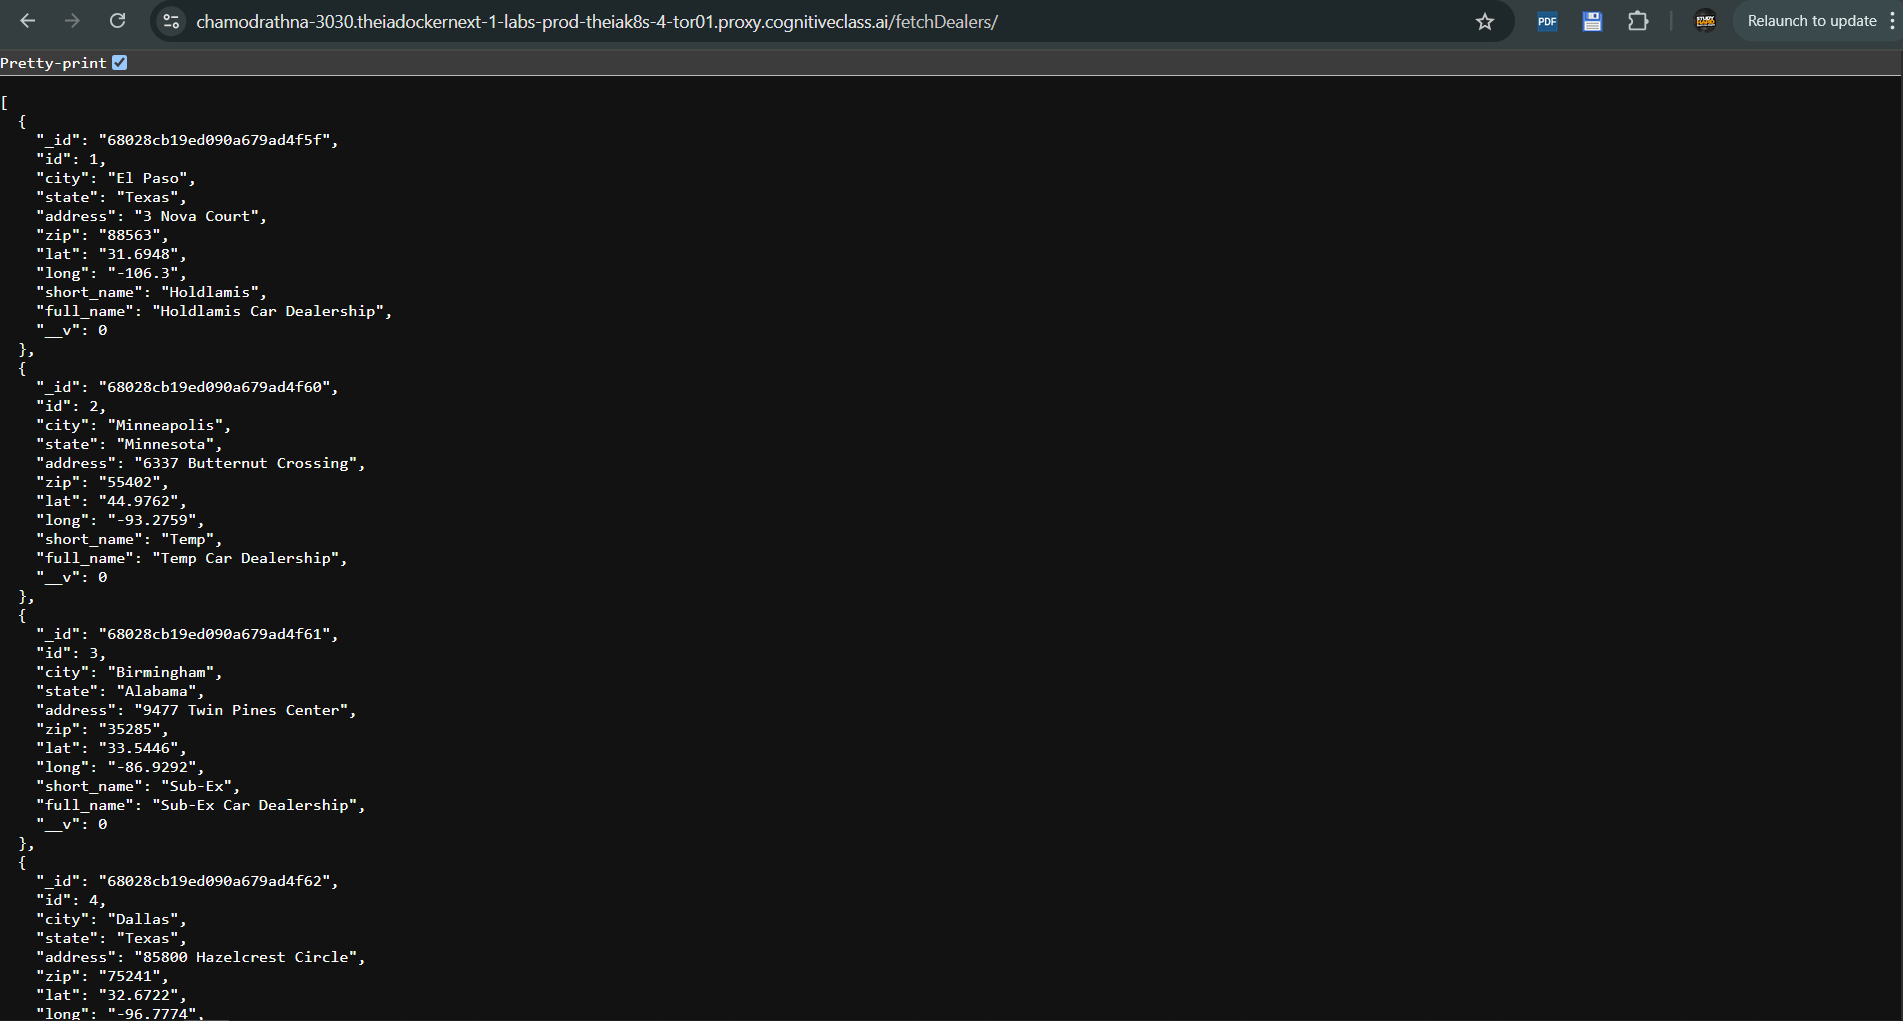 chamodrathna-3030.theiadockernext-1-labs-prod-theiak8s-4-tor01.proxy.cognitiveclass.ai/fetchDealers/
PDF
Relaunch to update
Pretty-print
[
  {
    "_id": "68028cb19ed090a679ad4f5f",
    "id": 1,
    "city": "El Paso",
    "state": "Texas",
    "address": "3 Nova Court",
    "zip": "88563",
    "lat": "31.6948",
    "long": "-106.3",
    "short_name": "Holdlamis",
    "full_name": "Holdlamis Car Dealership",
    "__v": 0
  },
  {
    "_id": "68028cb19ed090a679ad4f60",
    "id": 2,
    "city": "Minneapolis",
    "state": "Minnesota",
    "address": "6337 Butternut Crossing",
    "zip": "55402",
    "lat": "44.9762",
    "long": "-93.2759",
    "short_name": "Temp",
    "full_name": "Temp Car Dealership",
    "__v": 0
  },
  {
    "_id": "68028cb19ed090a679ad4f61",
    "id": 3,
    "city": "Birmingham",
    "state": "Alabama",
    "address": "9477 Twin Pines Center",
    "zip": "35285",
    "lat": "33.5446",
    "long": "-86.9292",
    "short_name": "Sub-Ex",
    "full_name": "Sub-Ex Car Dealership",
    "__v": 0
  },
  {
    "_id": "68028cb19ed090a679ad4f62",
    "id": 4,
    "city": "Dallas",
    "state": "Texas",
    "address": "85800 Hazelcrest Circle",
    "zip": "75241",
    "lat": "32.6722",
    "long": "-96.7774",